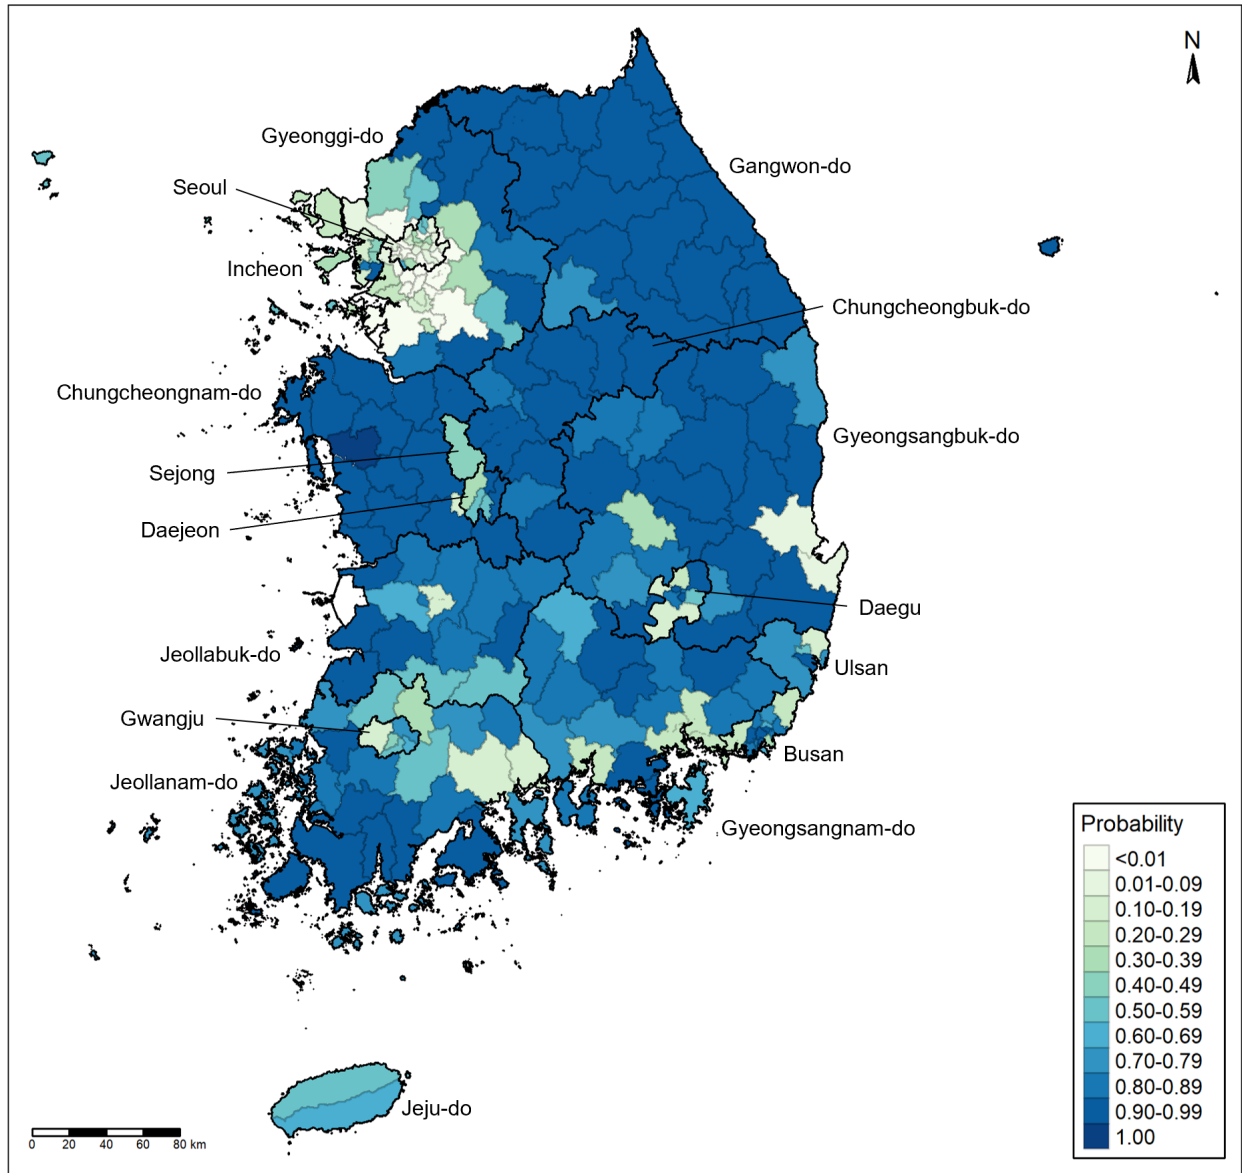 N
Gyeonggi-do
Gangwon-do
Seoul
Incheon
Chungcheongbuk-do
Chungcheongnam-do
Gyeongsangbuk-do
Sejong
Daejeon
Daegu
Jeollabuk-do
Ulsan
Gwangju
Busan
Jeollanam-do
Gyeongsangnam-do
Probability
<0.01
0.01-0.09
0.10-0.19
0.20-0.29
0.30-0.39
0.40-0.49
0.50-0.59
0.60-0.69
0.70-0.79
0.80-0.89
0.90-0.99
1.00
Jeju-do
0 20 40 60 80 km